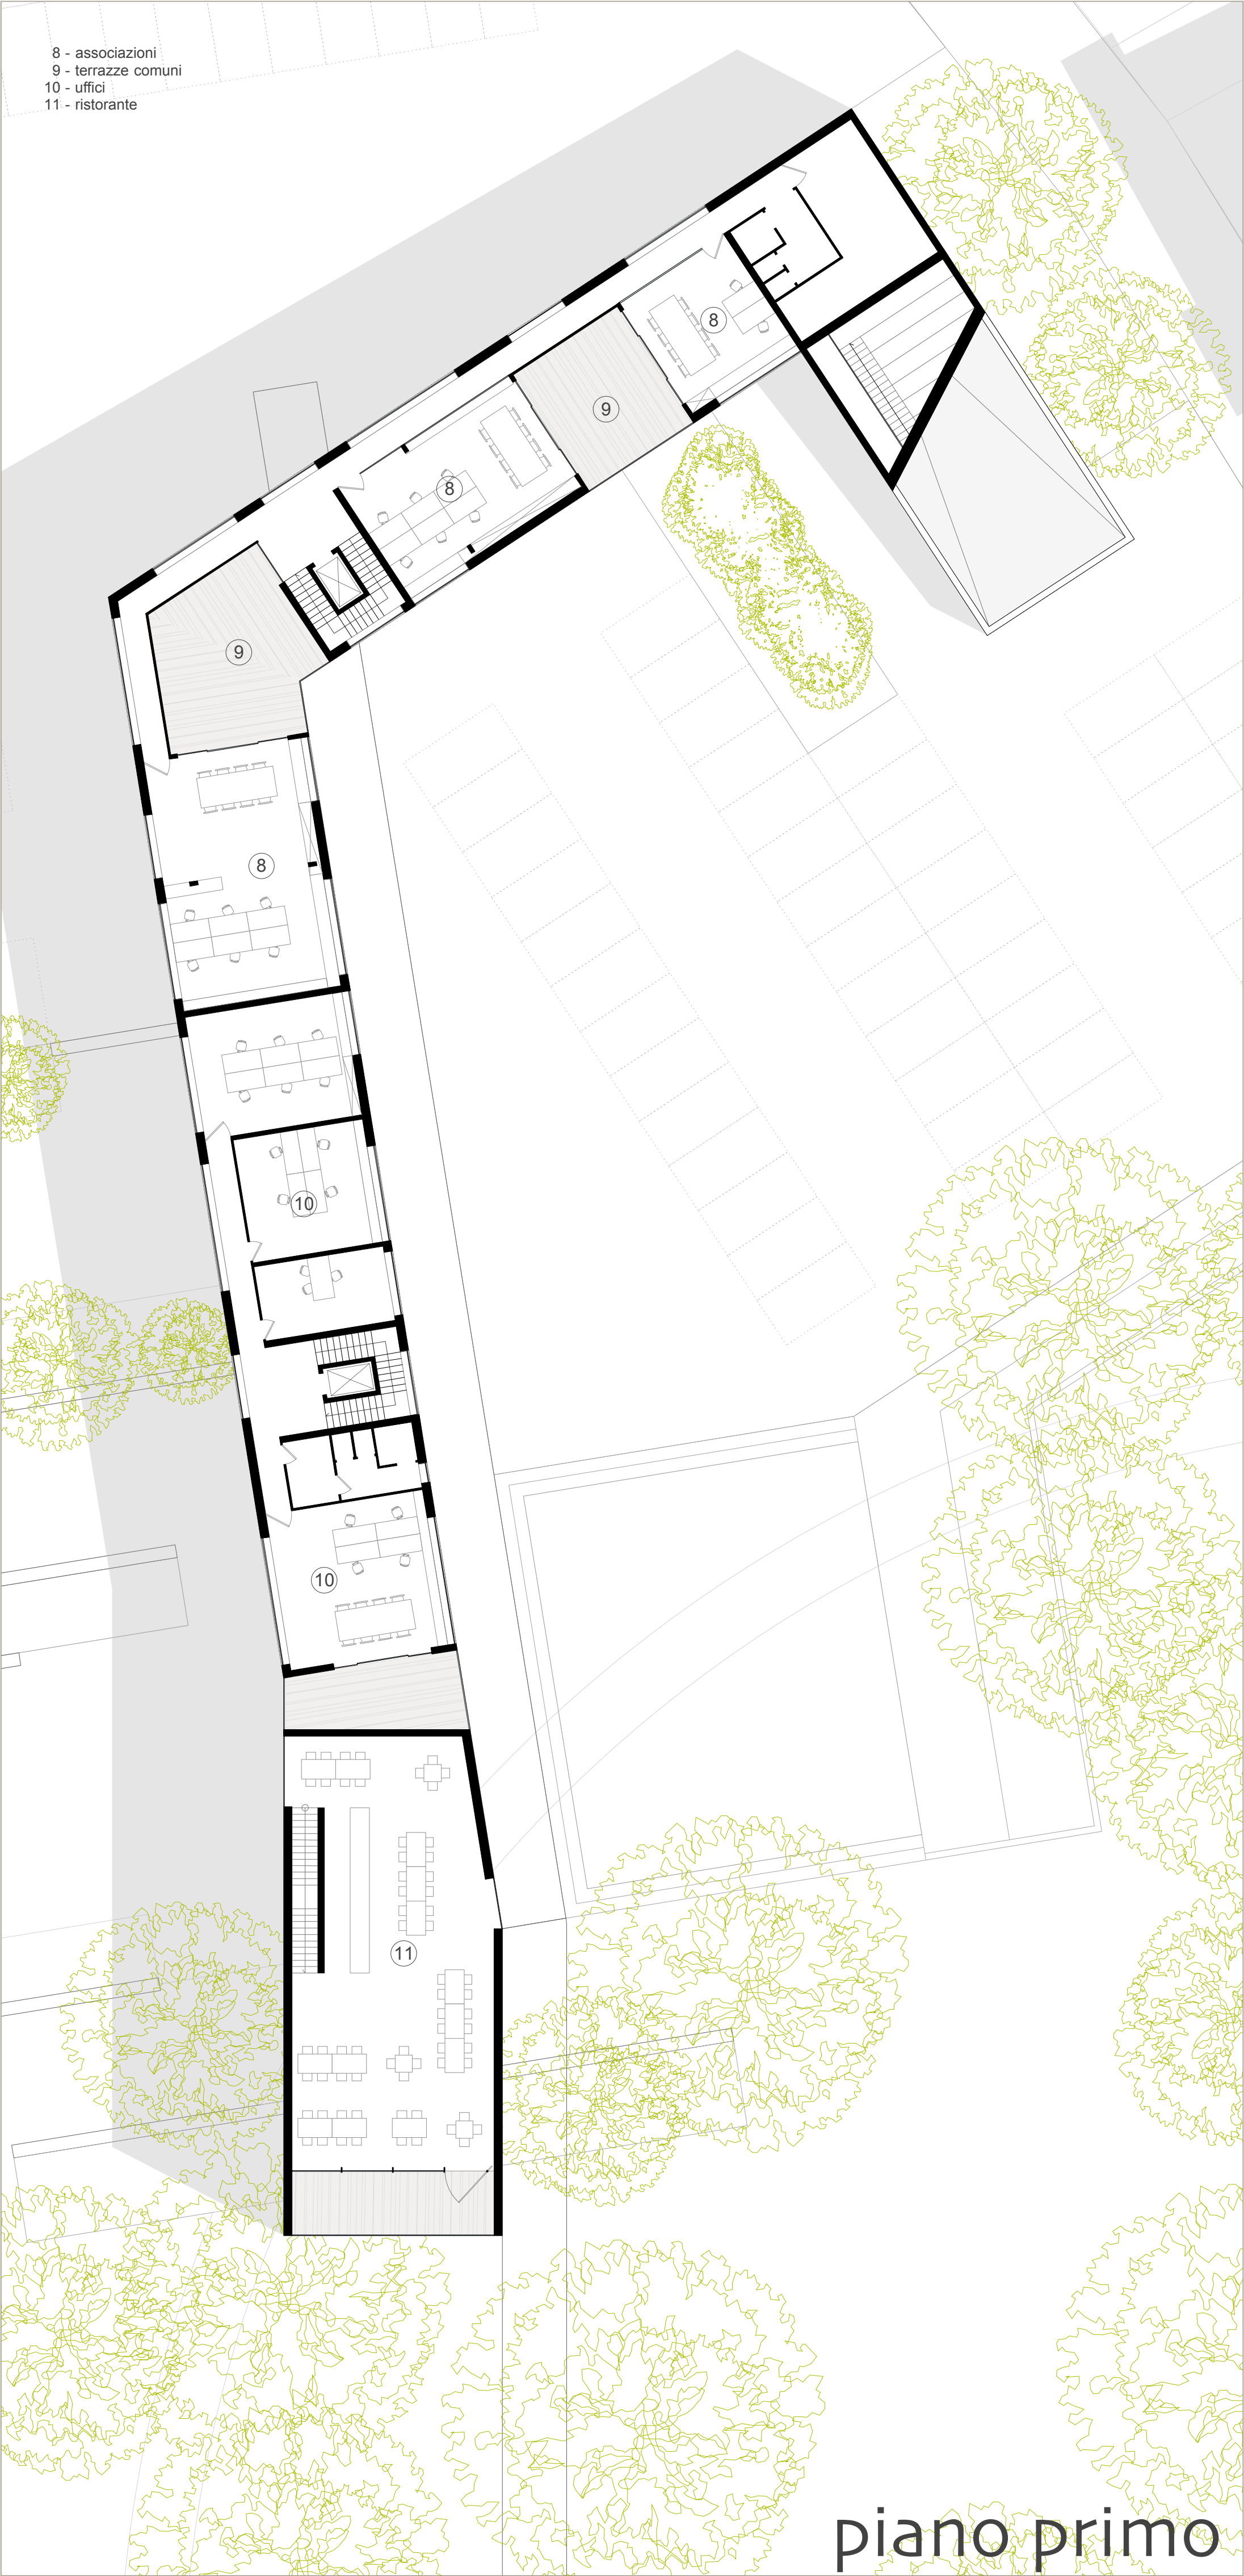 8 - associazioni
9 - terrazze comuni
10 - uffici
11 - ristorante
8
9
8
9
8
10
10
11
piano primo